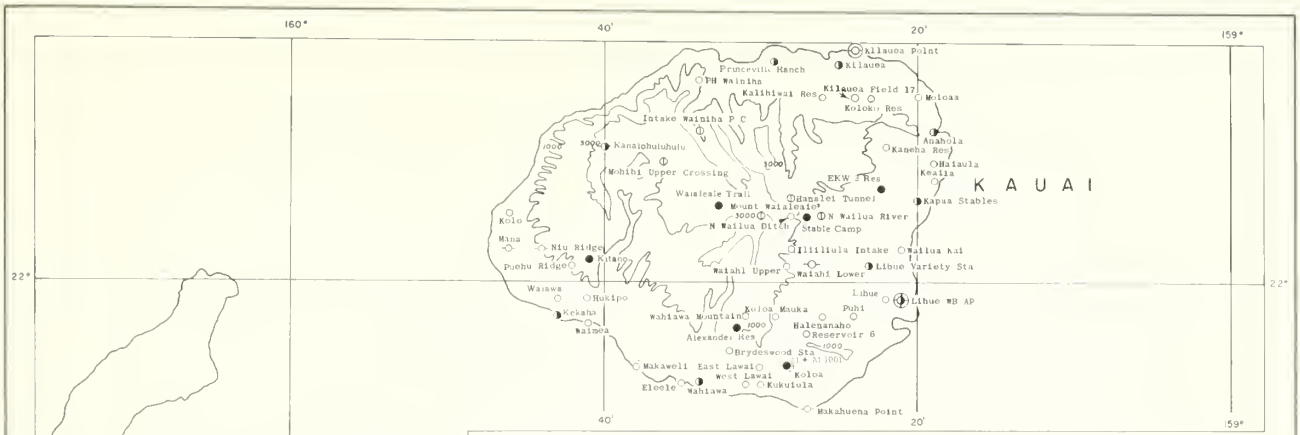 160°
40'
20'
159°
Kilauea Point
Princeville Ranch
Kilauea
PH Wainiha
Kilauea Field 17
Kalihiwai Res
Moloaa
Koloko Res
Intake Wainiha P C
Anahola
1000
3000
Kanaiphuluhulu
Kaneha Res
3000
Mohihi Upper Crossing
Haiaula
Kealia
KAUAI
EKW = Res
Waialeale Trail
Hanalei Tunnel
Kapua Stables
Mount Waialeale
Kolo
3000
N Wailua River
N Wailua Ditch
Stable Camp
Mana
Niu Ridge
Iliiliula Intake
Wailua Kai
Kitano
Puehu Ridge
Waiahi Upper
Waiahi Lower
Lihue Variety Sta
22°
22°
Waiawa
Hukipo
Lihue
Lihue WB AP
Kekaha
Wahiawa Mountain
Koloa Mauka
Puhi
Waimea
1000
Halenanaho
Alexander Res
Reservoir 6
Brydeswood Sta
1000
Makaweli
East Lawai
Koloa
West Lawai
Eleele
Wahiawa
Kukuiula
Makahuena Point
40'
20'
159°